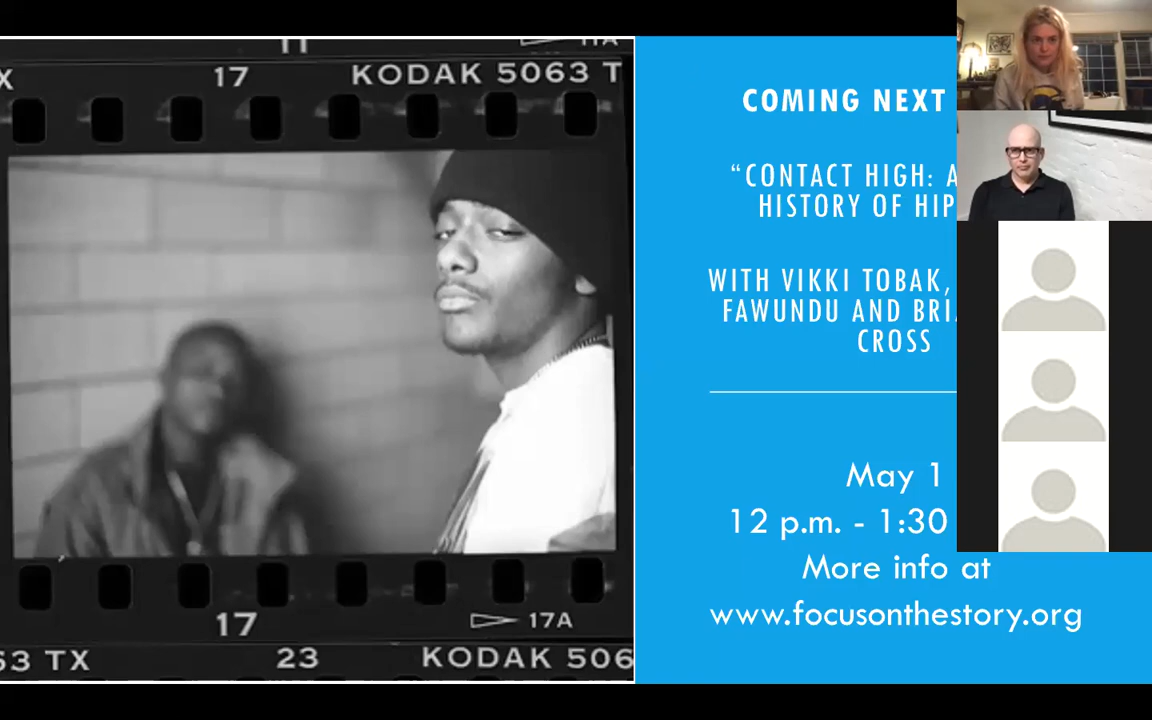 11
11A
X
17
KODAK 5063 T
17
17A
63 TX
23
KODAK 506
COMING NEXT
“CONTACT HIGH: A
HISTORY OF HIP
WITH VIKKI TOBAK,
FAWUNDU AND BRI
CROSS
May 1
12 p.m. - 1:30
More info at
www.focusonthestory.org